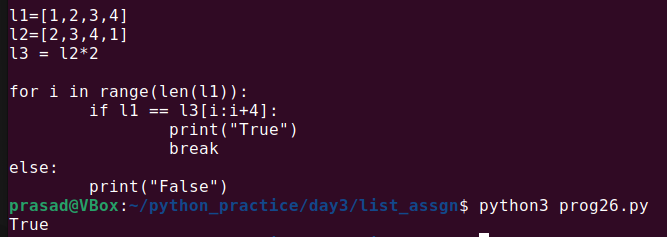 l1=[1,2,3,4]
l2=[2,3,4,1]
l3 = l2*2

for i in range(len(l1)):
        if l1 == l3[i:i+4]:
                print("True")
                break
else:
        print("False")
prasad@VBox:~/python_practice/day3/list_assgn$ python3 prog26.py
True